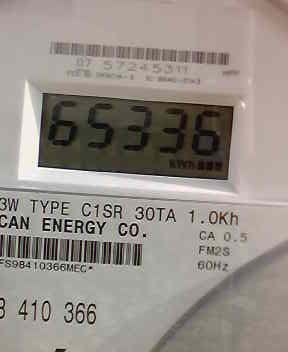 07 57245311
65336
KWH
3W TYPE C1SR 30TA 1.0Kh
CAN ENERGY CO.
CA 0.5
FM2S
FS98410366MEC*
60Hz
8 410 366